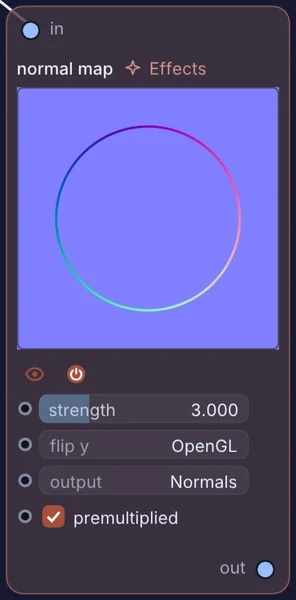 in
normal map Effects
strength 3.000
flip y OpenGL
output Normals
premultiplied
out